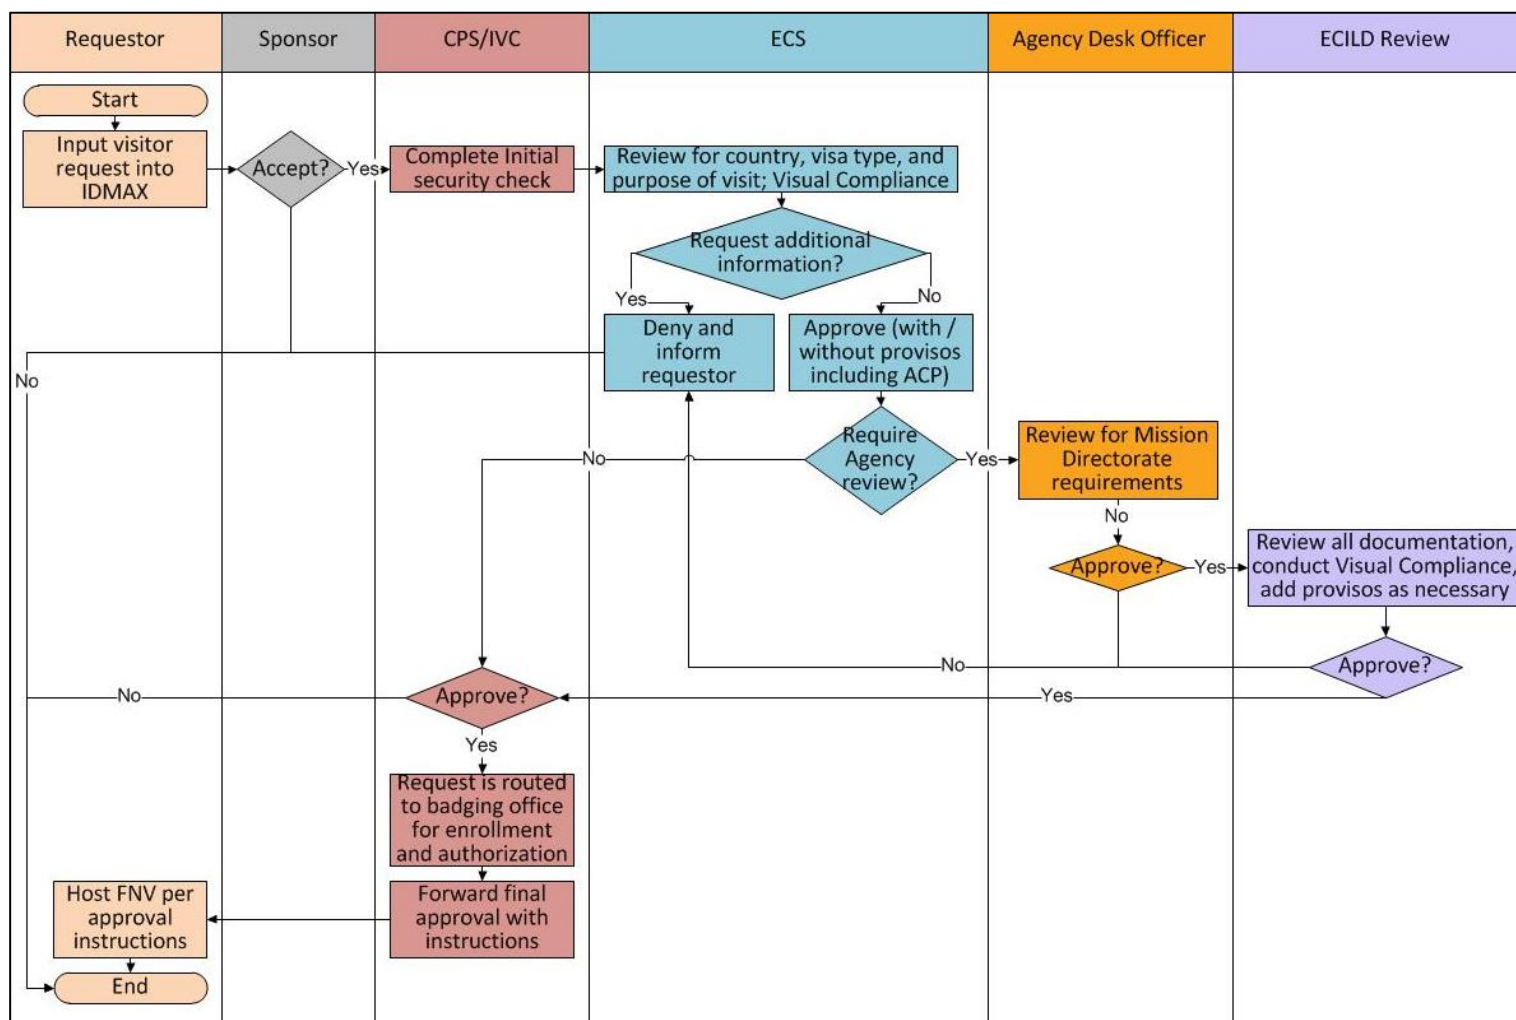 Requestor
Sponsor
CPS/IVC
ECS
Agency Desk Officer
ECILD Review
Start
Input visitor
request into
IDMAX
Accept?
Yes
Complete Initial
security check
Review for country, visa type, and
purpose of visit; Visual Compliance
Request additional
information?
Yes
No
Deny and
inform
requestor
Approve (with /
without provisos
including ACP)
No
Require
Agency
review?
No
Yes
Review for Mission
Directorate
requirements
No
Approve?
Yes
Review all documentation,
conduct Visual Compliance,
add provisos as necessary
Approve?
No
Yes
Approve?
No
Yes
Request is routed
to badging office
for enrollment
and authorization
Forward final
approval with
instructions
Host FNV per
approval
instructions
End